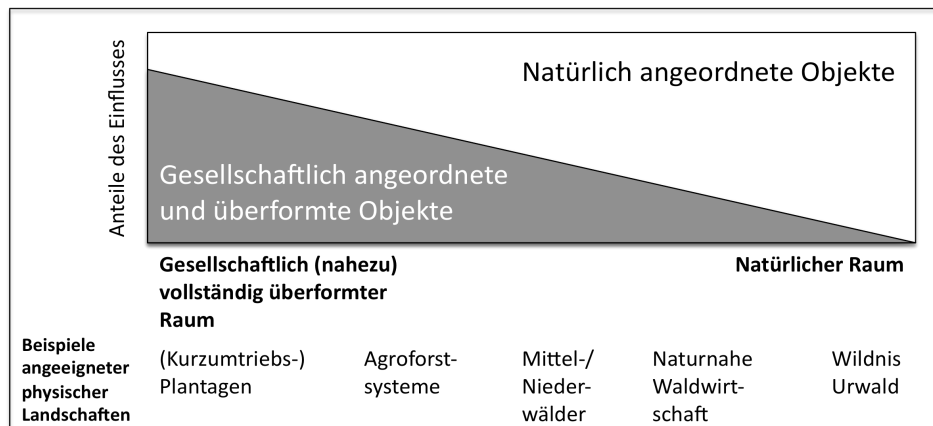 Anteile des Einflusses
Natürlich angeordnete Objekte
Gesellschaftlich angeordnete
und überformte Objekte
Gesellschaftlich (nahezu)
vollständig überformter
Raum
Natürlicher Raum
Beispiele
angeeigneter
physischer
Landschaften
(Kurzumtriebs-)
Plantagen
Agroforst-
systeme
Mittel-/
Nieder-
wälder
Naturnahe
Waldwirt-
schaft
Wildnis
Urwald